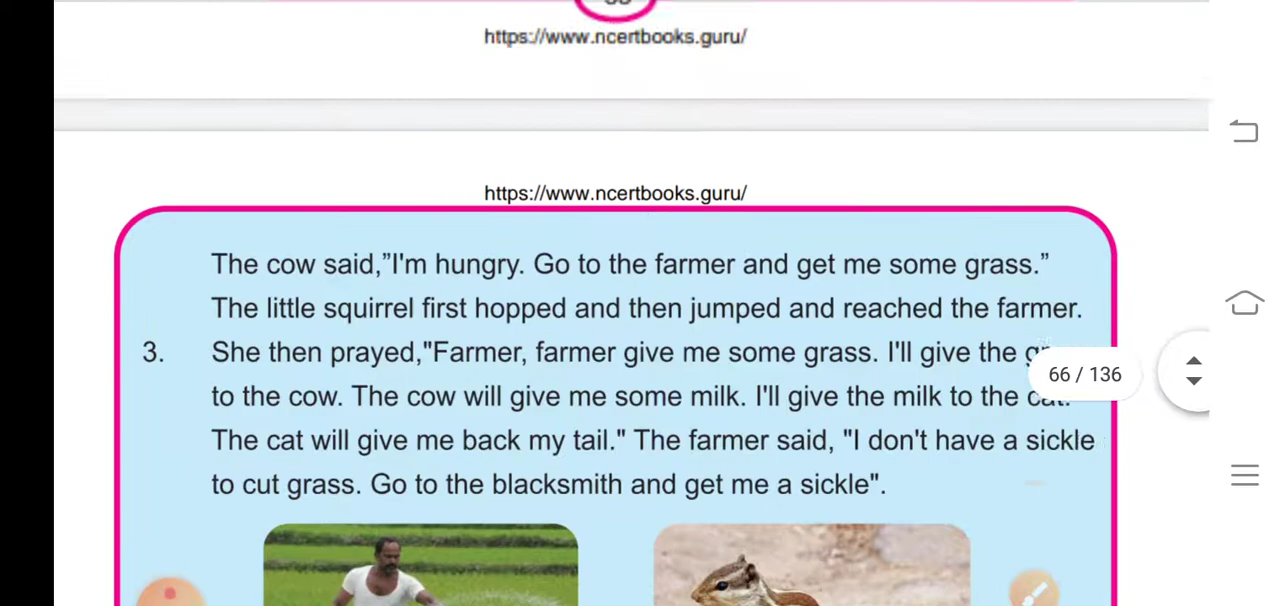 https://www.ncertbooks.guru/
https://www.ncertbooks.guru/
The cow said,”I'm hungry. Go to the farmer and get me some grass.”
The little squirrel first hopped and then jumped and reached the farmer.
3. She then prayed,"Farmer, farmer give me some grass. I'll give the
to the cow. The cow will give me some milk. I'll give the milk to the cat.
The cat will give me back my tail." The farmer said, "I don't have a sickle
to cut grass. Go to the blacksmith and get me a sickle".
66 / 136